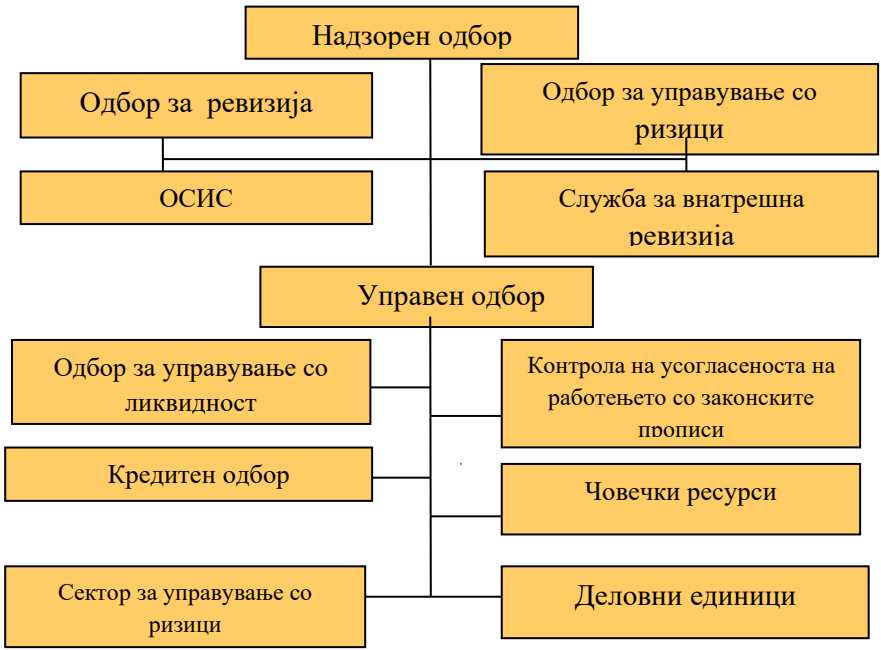 Надзорен одбор
Одбор за ревизија
Одбор за управување со
ризици
ОСИС
Служба за внатрешна
ревизија
Управен одбор
Одбор за управување со
ликвидност
Контрола на усогласеноста на
работењето со законските
прописи
Кредитен одбор
Човечки ресурси
Сектор за управување со
ризици
Деловни единици